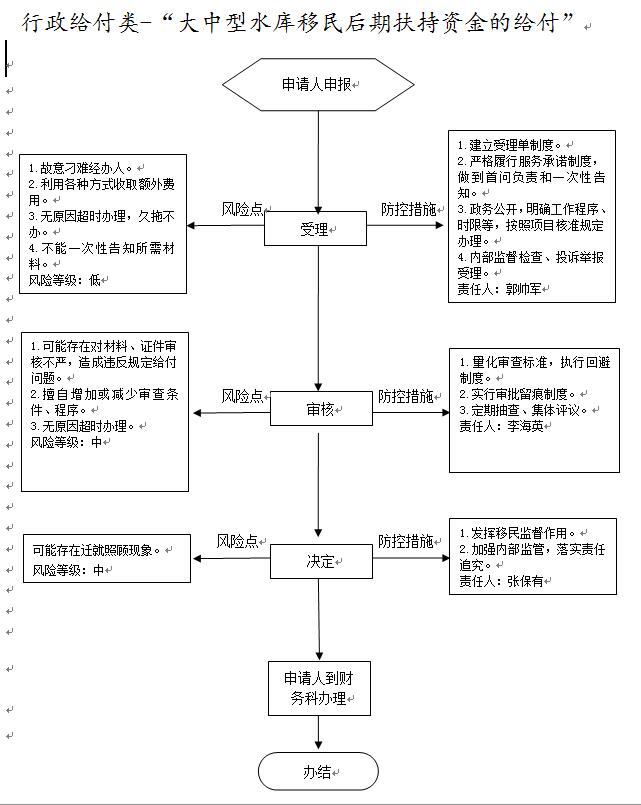 行政给付类-“大中型水库移民后期扶持资金的给付”
申请人申报
1.故意刁难经办人。
2.利用各种方式收取额外费
用。
3.无原因超时办理，久拖不
办。
4.不能一次性告知所需材
料。
风险等级：低
风险点
受理
防控措施
1.建立受理单制度。
2.严格履行服务承诺制度，
做到首问负责和一次性告
知。
3.政务公开，明确工作程序、
时限等，按照项目核准规定
办理。
4.内部监督检查、投诉举报
受理。
责任人：郭帅军
1.可能存在对材料、证件审
核不严，造成违反规定给付
问题。
2.擅自增加或减少审查条
件、程序。
3.无原因超时办理。
风险等级：中
风险点
审核
防控措施
1.量化审查标准，执行回避
制度。
2.实行审批留痕制度。
3.定期抽查、集体评议。
责任人：李海英
可能存在迁就照顾现象。
风险等级：中
风险点
决定
防控措施
1.发挥移民监督作用。
2.加强内部监管，落实责任
追究。
责任人：张保有
申请人到财
务科办理
办结